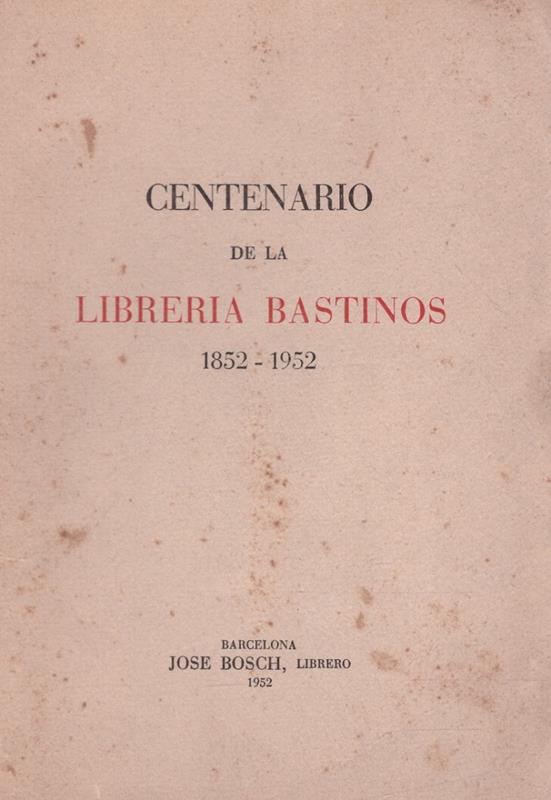 CENTENARIO
DE LA
LIBRERIA BASTINOS
1852 - 1952
BARCELONA
JOSE BOSCH, LIBRERO
1952